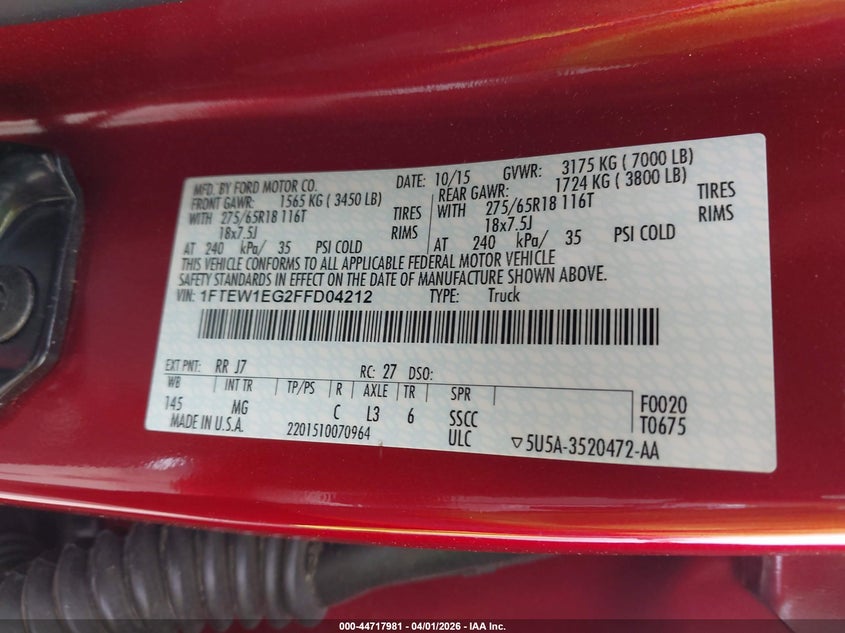 MFD. BY FORD MOTOR CO. DATE: 10/15 GVWR: 3175 KG ( 7000 LB)
FRONT GAWR: 1565 KG ( 3450 LB) REAR GAWR: 1724 KG ( 3800 LB)
WITH 275/65R18 116T TIRES WITH 275/65R18 116T TIRES
18x7.5J RIMS 18x7.5J RIMS
AT 240 kPa/ 35 PSI COLD AT 240 kPa/ 35 PSI COLD
THIS VEHICLE CONFORMS TO ALL APPLICABLE FEDERAL MOTOR VEHICLE
SAFETY STANDARDS IN EFFECT ON THE DATE OF MANUFACTURE SHOWN ABOVE.
VIN: 1FTEW1EG2FFD04212 TYPE: Truck
EXT PNT: RR J7 RC: 27 DSO:
WB INT TR TP/PS R AXLE TR SPR
145 MG C L3 6 SSCC F0020
MADE IN U.S.A. 2201510070964 ULC ▽5U5A-3520472-AA T0675
000-44717981 - 04/01/2026 - IAA Inc.